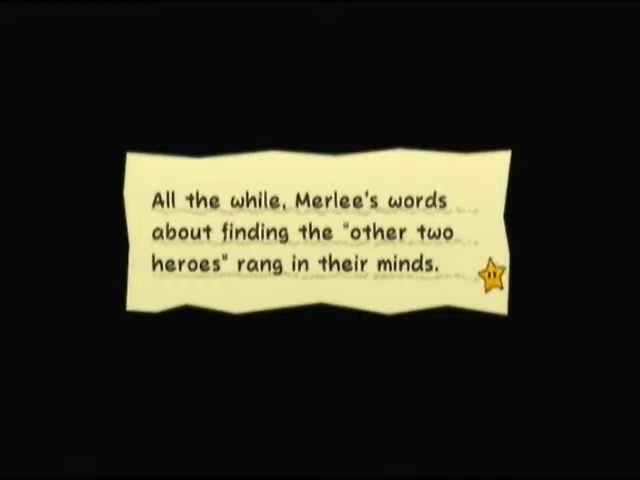 All the while, Merlee's words
about finding the "other two
heroes" rang in their minds.